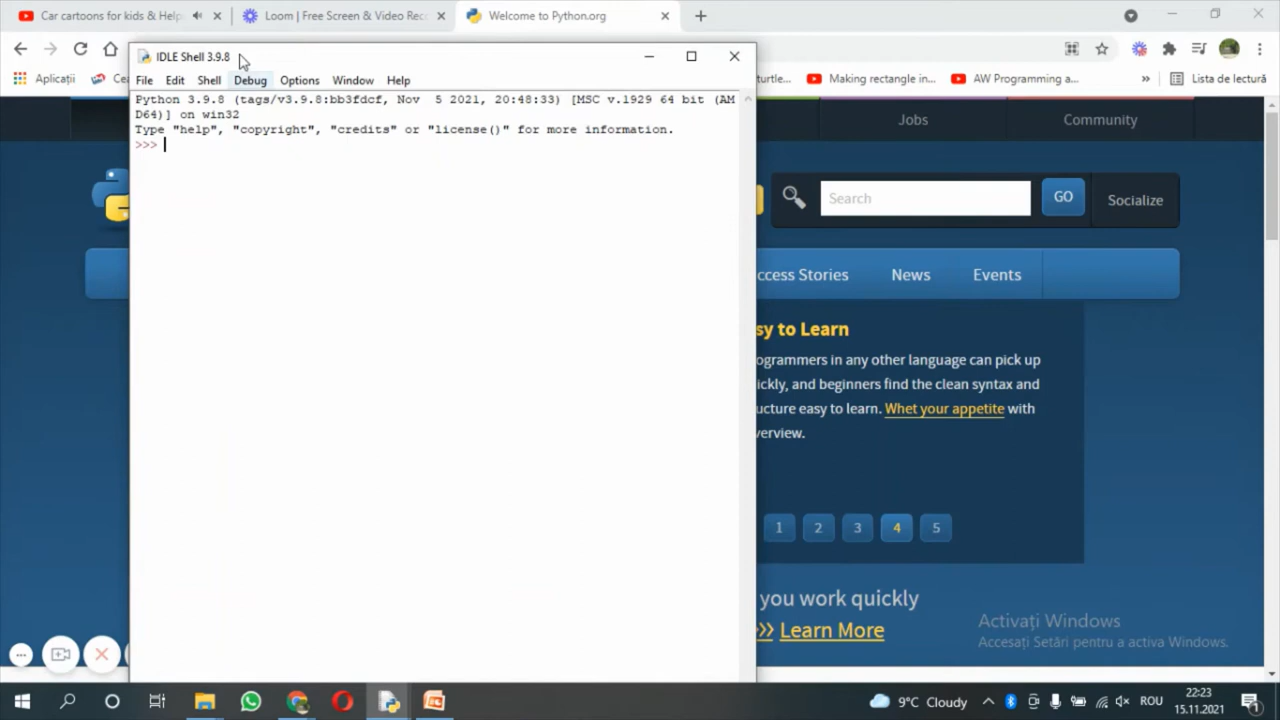 Car cartoons for kids & Help
Loom | Free Screen & Video Rec
Welcome to Python.org
Aplicații
Cea
turtle...
Making rectangle in...
AW Programming a...
»
Lista de lectură
IDLE Shell 3.9.8
File Edit Shell Debug Options Window Help
Python 3.9.8 (tags/v3.9.8:bb3fdcf, Nov  5 2021, 20:48:33) [MSC v.1929 64 bit (AM
D64)] on win32
Type "help", "copyright", "credits" or "license()" for more information.
>>>
Jobs
Community
Search
GO
Socialize
ccess Stories
News
Events
sy to Learn
rogrammers in any other language can pick up
ickly, and beginners find the clean syntax and
ucture easy to learn. Whet your appetite with
verview.
1 2 3 4 5
you work quickly
>> Learn More
Activați Windows
Accesați Setări pentru a activa Windows.
9°C Cloudy
ROU
22:23
15.11.2021
1